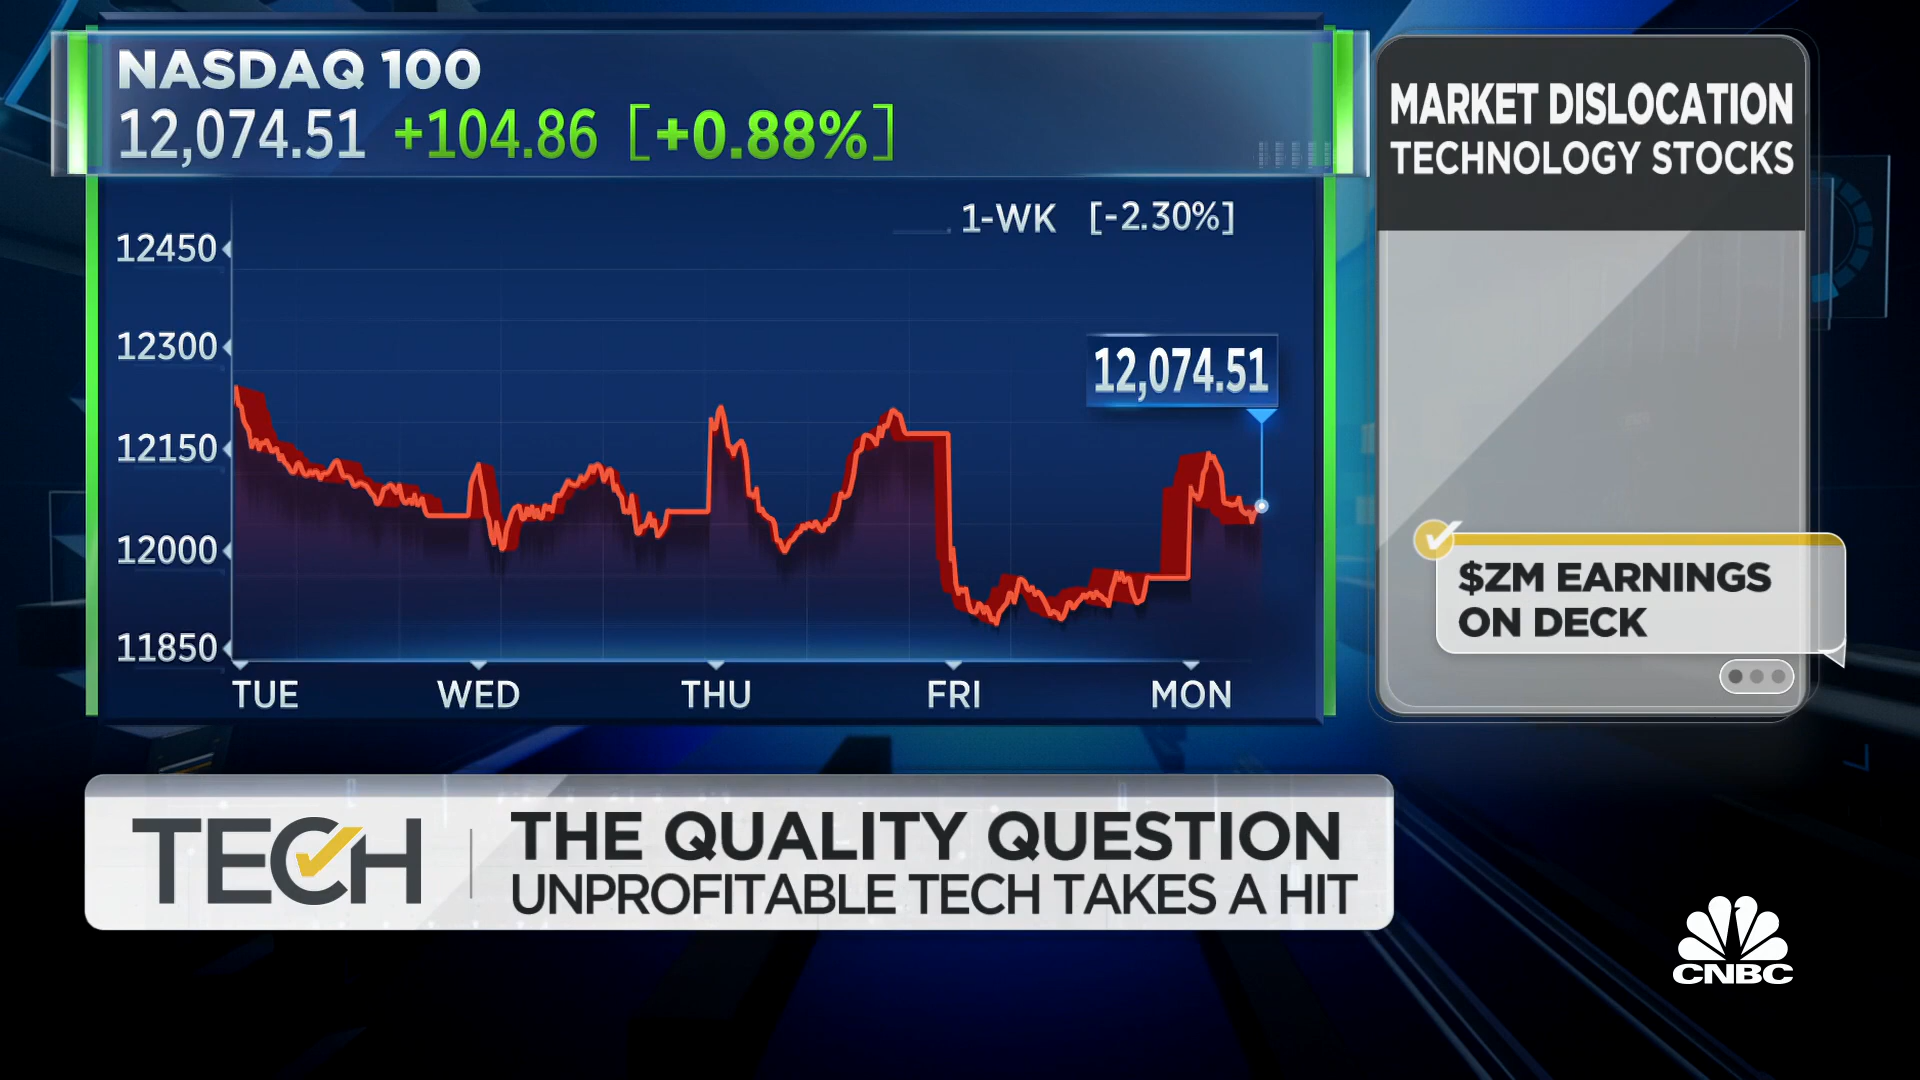 NASDAQ 100
12,074.51 +104.86 [+0.88%]
1-WK [-2.30%]
12450
12300
12150
12000
11850
12,074.51
TUE WED THU FRI MON
MARKET DISLOCATION
TECHNOLOGY STOCKS
$ZM EARNINGS
ON DECK
TECH
THE QUALITY QUESTION
UNPROFITABLE TECH TAKES A HIT
CNBC